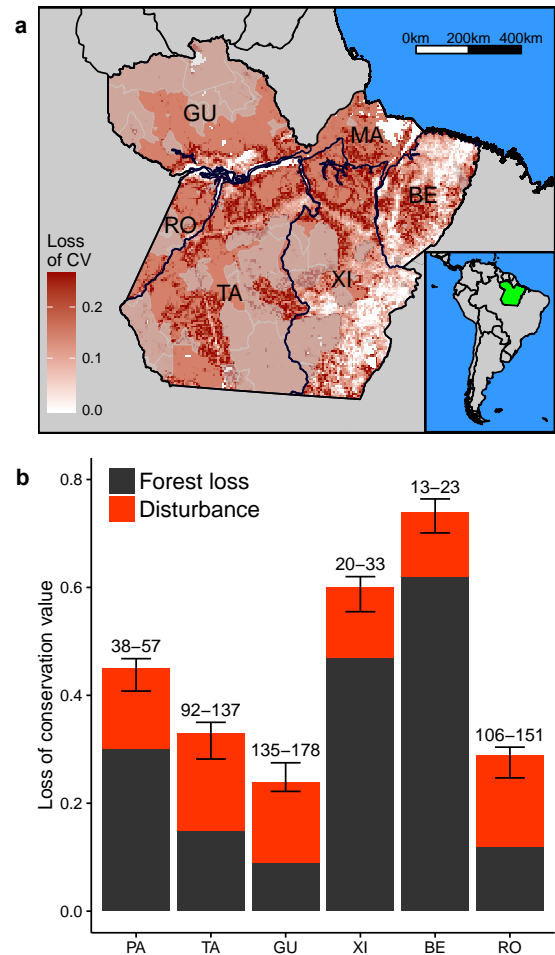 a
0km 200km 400km
GU
MA
BE
RO
TA
XI
Loss
of CV
0.2
0.1
0.0
b
Forest loss
Disturbance
Loss of conservation value
0.8
0.6
0.4
0.2
0.0
38–57
92–137
135–178
20–33
13–23
106–151
PA TA GU XI BE RO